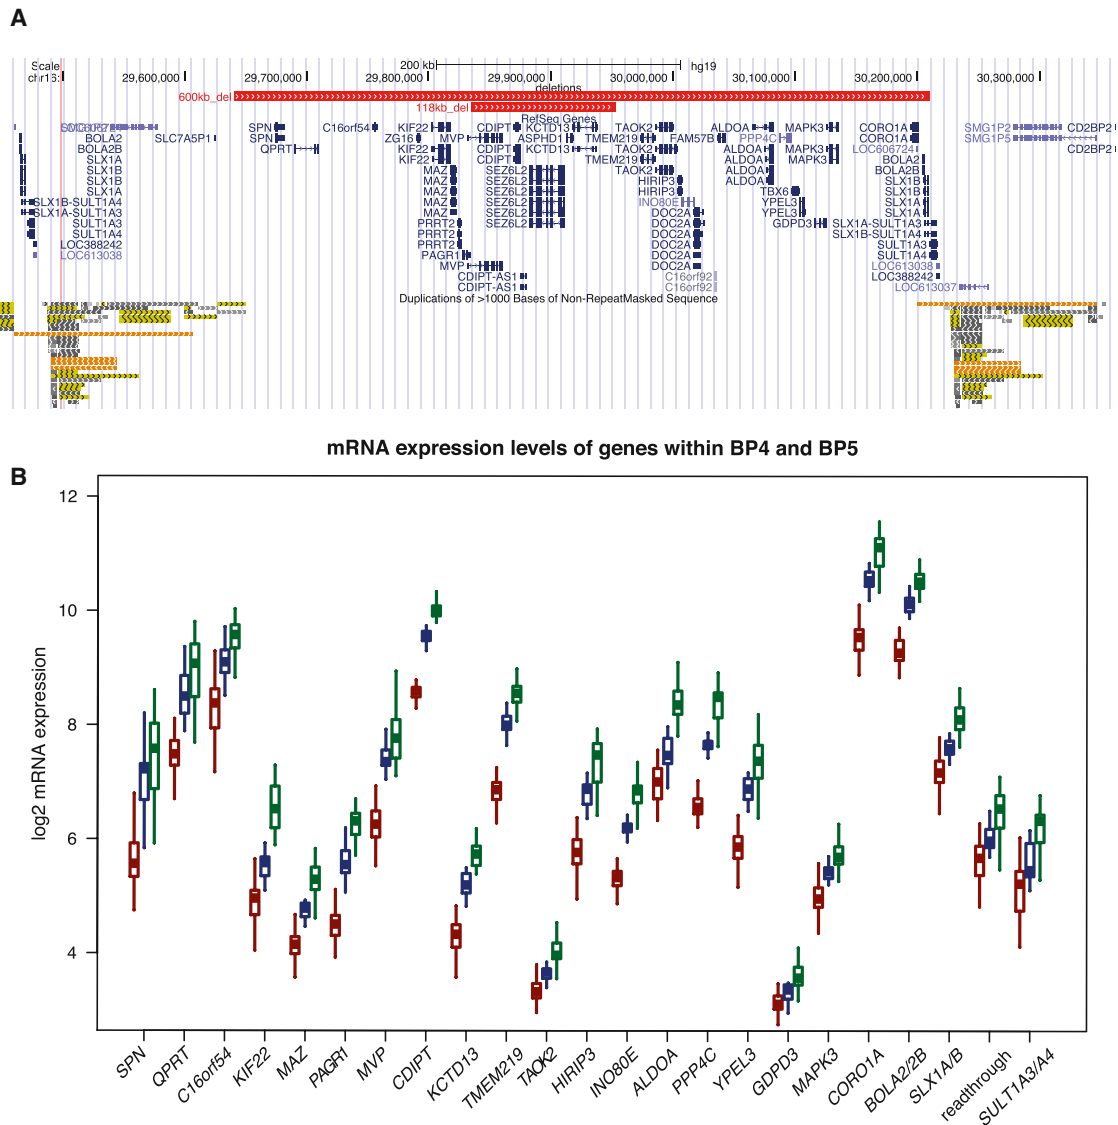 A
Scale 200 kb hg19
chr16: 29,600,000 29,700,000 29,800,000 29,900,000 30,000,000 30,100,000 30,200,000 30,300,000
deletions
600kb_del
118kb_del
RefSeq Genes
SPN C16orf54 KIF22 CDIPT KCTD13 TAOK2 ALDOA MAPK3 CORO1A SMG1P2 CD2BP2
BOLA2 SLC7A5P1 SPN ZG16 MVP ASPHD1 TMEM219 FAM57B PPP4C MAPK3 CORO1A SMG1P5
BOLA2B QPRT KIF22 CDIPT KCTD13 TAOK2 ALDOA MAPK3 LOC606724 CD2BP2
SLX1A KIF22 CDIPT TMEM219 ALDOA MAPK3 BOLA2
SLX1B MAZ SEZ6L2 TAOK2 ALDOA BOLA2B
SLX1B MAZ SEZ6L2 HIRIP3 ALDOA SLX1B
SLX1A MAZ SEZ6L2 HIRIP3 TBX6 SLX1B
SLX1B-SULT1A4 MAZ SEZ6L2 INO80E YPEL3 SLX1A
SLX1A-SULT1A3 MAZ SEZ6L2 DOC2A YPEL3 SLX1A
SULT1A3 PRRT2 SEZ6L2 DOC2A GDPD3 SLX1A-SULT1A3
SULT1A4 PRRT2 DOC2A SLX1B-SULT1A4
LOC388242 PRRT2 DOC2A SULT1A3
LOC613038 PAGR1 DOC2A SULT1A4
MVP DOC2A LOC613038
CDIPT-AS1 C16orf92 LOC388242
CDIPT-AS1 C16orf92 LOC613037
Duplications of >1000 Bases of Non-RepeatMasked Sequence
mRNA expression levels of genes within BP4 and BP5
B
log2 mRNA expression
12
10
8
6
4
SPN
QPRT
C16orf54
KIF22
MAZ
PAGR1
MVP
CDIPT
KCTD13
TMEM219
TAOK2
HIRIP3
INO80E
ALDOA
PPP4C
YPEL3
GDPD3
MAPK3
CORO1A
BOLA2/2B
SLX1A/B
readthrough
SULT1A3/A4